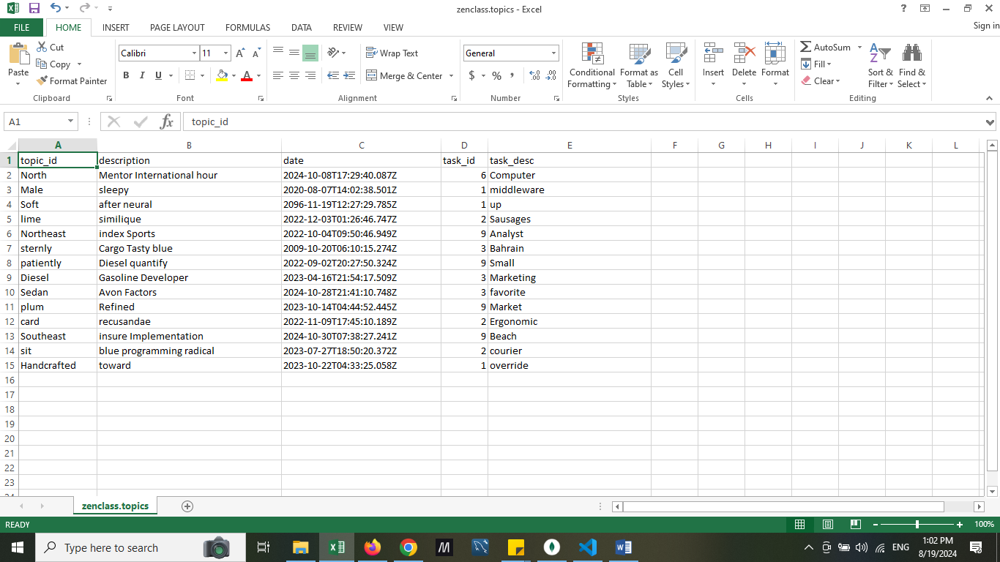 zenclass.topics - Excel
FILE HOME INSERT PAGE LAYOUT FORMULAS DATA REVIEW VIEW Sign in
Paste Cut Copy Format Painter Clipboard
Calibri 11 A A B I U A Font
Wrap Text Merge & Center Alignment
General $ % , .00 .0 Number
Conditional Formatting Format as Table Cell Styles Styles
Insert Delete Format Cells
AutoSum Fill Clear Sort & Filter Find & Select Editing
A1 fx topic_id
A B C D E F G H I J K L
1 topic_id description date task_id task_desc
2 North Mentor International hour 2024-10-08T17:29:40.087Z 6 Computer
3 Male sleepy 2020-08-07T14:02:38.501Z 1 middleware
4 Soft after neural 2096-11-19T12:27:29.785Z 1 up
5 lime similique 2022-12-03T01:26:46.747Z 2 Sausages
6 Northeast index Sports 2022-10-04T09:50:46.949Z 9 Analyst
7 sternly Cargo Tasty blue 2009-10-20T06:10:15.274Z 3 Bahrain
8 patiently Diesel quantify 2022-09-02T20:27:50.324Z 9 Small
9 Diesel Gasoline Developer 2023-04-16T21:54:17.509Z 3 Marketing
10 Sedan Avon Factors 2024-10-28T21:41:10.748Z 3 favorite
11 plum Refined 2023-10-14T04:44:52.445Z 9 Market
12 card recusandae 2022-11-09T17:45:10.189Z 2 Ergonomic
13 Southeast insure Implementation 2024-10-30T07:38:27.241Z 9 Beach
14 sit blue programming radical 2023-07-27T18:50:20.372Z 2 courier
15 Handcrafted toward 2023-10-22T04:33:25.058Z 1 override
16
17
18
19
20
21
22
23
zenclass.topics
READY 100%
Type here to search ENG 1:02 PM
8/19/2024